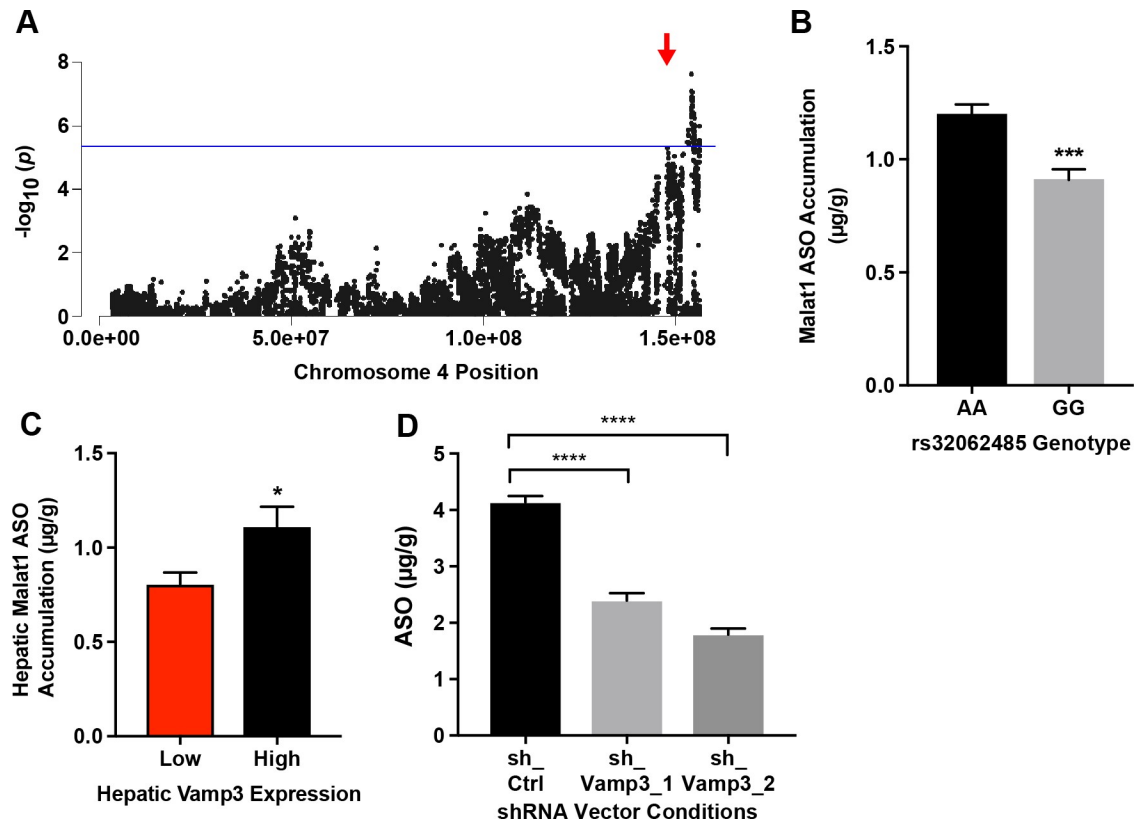 A
8
6
4
2
0
-log10 (p)
0.0e+00 5.0e+07 1.0e+08 1.5e+08
Chromosome 4 Position
B
1.5
1.0
0.5
0.0
Malat1 ASO Accumulation
(µg/g)
***
AA GG
rs32062485 Genotype
C
1.5
1.0
0.5
0.0
Hepatic Malat1 ASO
Accumulation (µg/g)
*
Low High
Hepatic Vamp3 Expression
D
5
4
3
2
1
0
ASO (µg/g)
****
****
sh_ sh_ sh_
Ctrl Vamp3_1 Vamp3_2
shRNA Vector Conditions